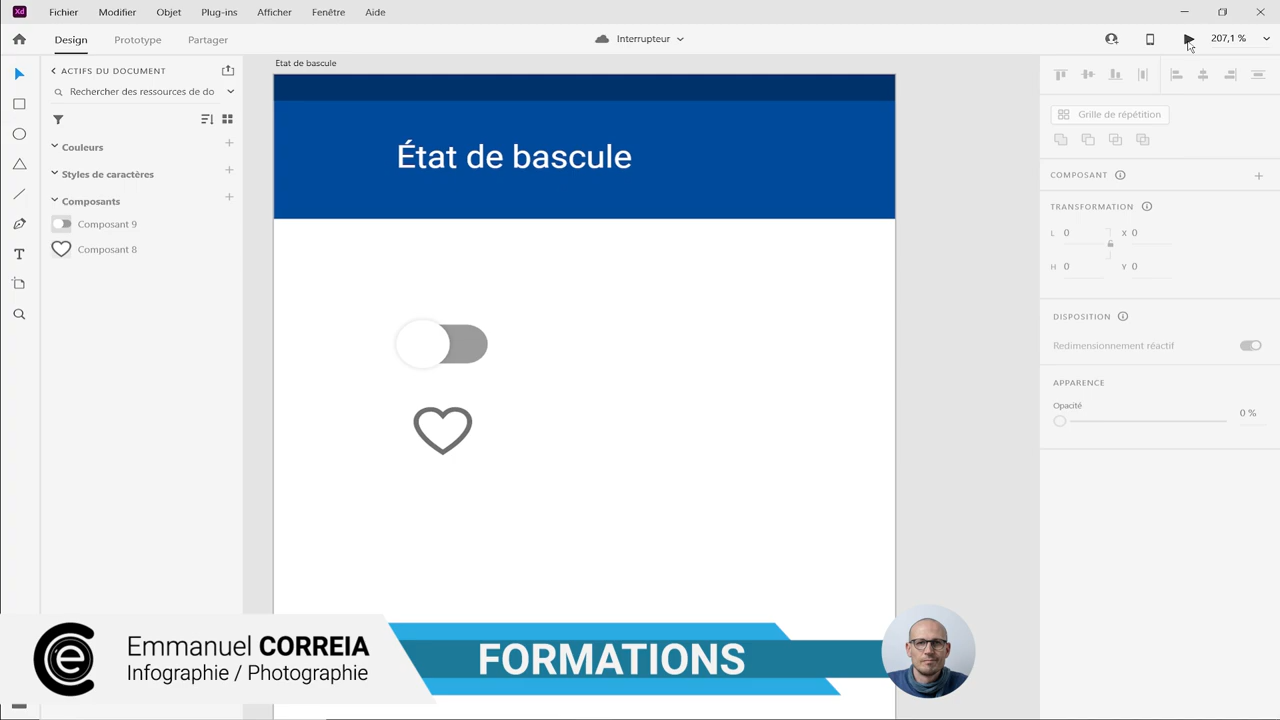 Xd Fichier Modifier Objet Plug-ins Afficher Fenêtre Aide
Design Prototype Partager Interrupteur 207,1 %
ACTIFS DU DOCUMENT
Rechercher des ressources de do
Couleurs
Styles de caractères
Composants
Composant 9
Composant 8
Etat de bascule
État de bascule
Grille de répétition
COMPOSANT
TRANSFORMATION
L 0 X 0
H 0 Y 0
DISPOSITION
Redimensionnement réactif
APPARENCE
Opacité
0 %
Emmanuel CORREIA
Infographie / Photographie
FORMATIONS